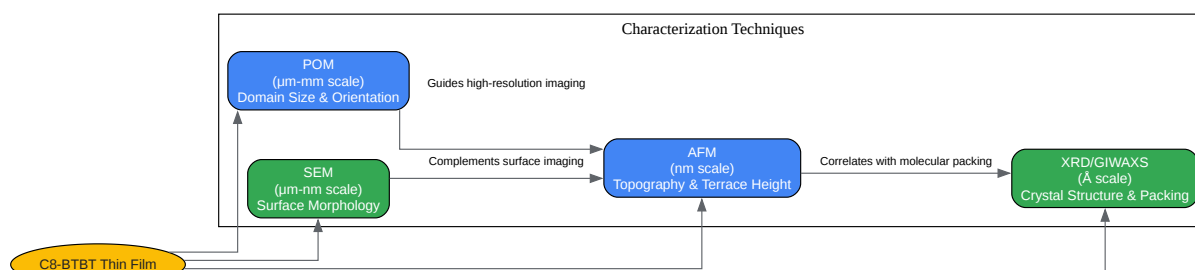 Characterization Techniques
POM
(μm-mm scale)
Domain Size & Orientation
Guides high-resolution imaging
SEM
(μm-nm scale)
Surface Morphology
Complements surface imaging
AFM
(nm scale)
Topography & Terrace Height
Correlates with molecular packing
XRD/GIWAXS
(Å scale)
Crystal Structure & Packing
C8-BTBT Thin Film